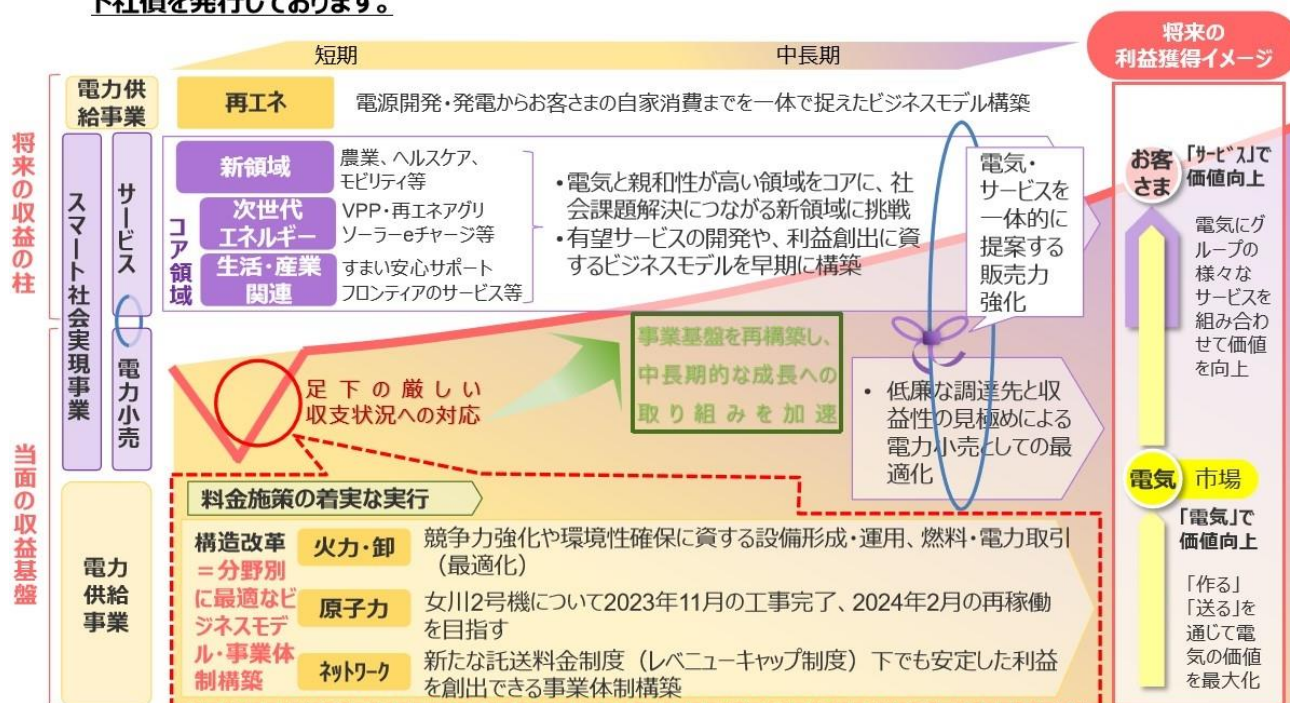 下社債を発行しております。
短期
中長期
将来の
利益獲得イメージ
将来の収益の柱
電力供
給事業
再エネ
電源開発・発電からお客さまの自家消費までを一体で捉えたビジネスモデル構築
スマート社会実現事業
サービス
コア領域
新領域
農業、ヘルスケア、
モビリティ等
次世代
エネルギー
VPP・再エネアグリ
ソーラーeチャージ等
生活・産業
関連
すまい安心サポート
フロンティアのサービス等
•電気と親和性が高い領域をコアに、社
会課題解決につながる新領域に挑戦
•有望サービスの開発や、利益創出に資
するビジネスモデルを早期に構築
電気・
サービスを
一体的に
提案する
販売力
強化
お客
さま
「サービス」で
価値向上
電気にグ
ループの
様々な
サービスを
組み合わ
せて価値
を向上
電力小売
足下の厳しい
収支状況への対応
事業基盤を再構築し、
中長期的な成長への
取り組みを加速
• 低廉な調達先と収
益性の見極めによる
電力小売としての最
適化
当面の収益基盤
電力
供給
事業
料金施策の着実な実行
構造改革
=分野別
に最適なビ
ジネスモデ
ル・事業体
制構築
火力・卸
競争力強化や環境性確保に資する設備形成・運用、燃料・電力取引
（最適化）
原子力
女川2号機について2023年11月の工事完了、2024年2月の再稼働
を目指す
ネットワーク
新たな託送料金制度（レベニューキャップ制度）下でも安定した利益
を創出できる事業体制構築
電気
市場
「電気」で
価値向上
「作る」
「送る」を
通じて電
気の価値
を最大化